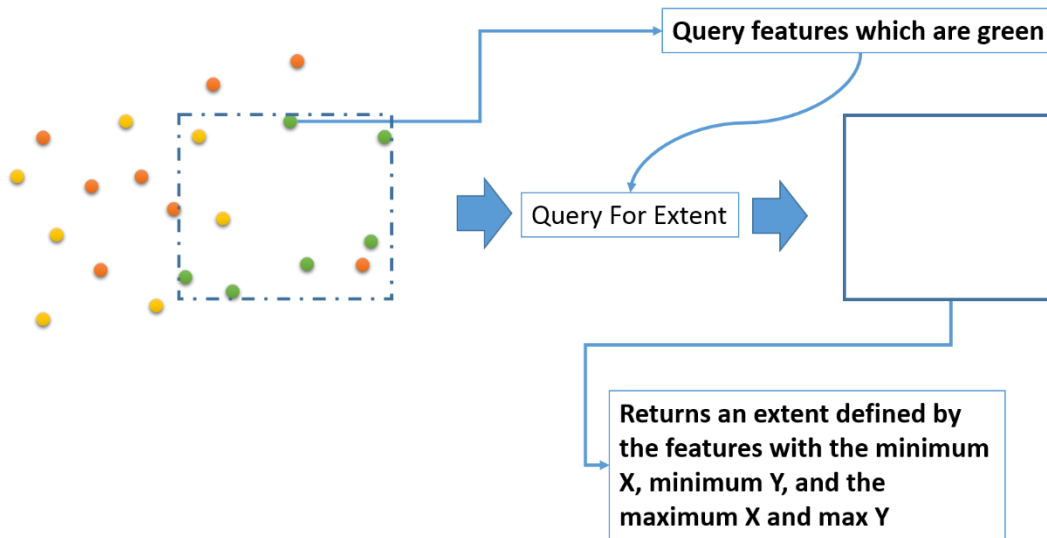 Query features which are green
Query For Extent
Returns an extent defined by
the features with the minimum
X, minimum Y, and the
maximum X and max Y